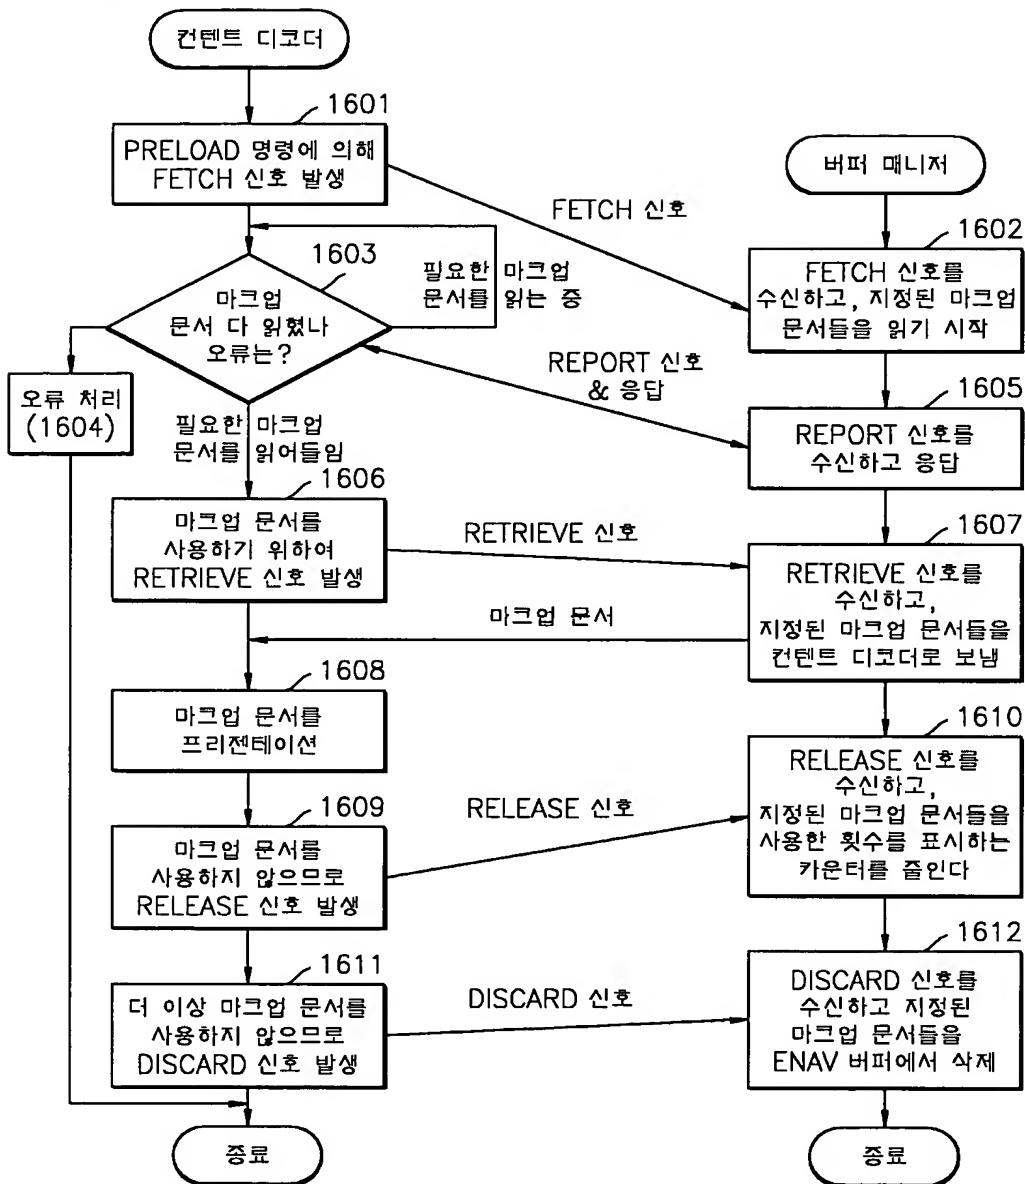 컨텐트 디코더
1601
PRELOAD 명령에 의해
FETCH 신호 발생
버퍼 매니저
FETCH 신호
1602
FETCH 신호를
수신하고, 지정된 마크업
문서들을 읽기 시작
1603
마크업
문서 다 읽혔나
오류는?
필요한 마크업
문서를 읽는 중
REPORT 신호
& 응답
오류 처리
(1604)
1605
REPORT 신호를
수신하고 응답
필요한 마크업
문서를 읽어들임
1606
마크업 문서를
사용하기 위하여
RETRIEVE 신호 발생
RETRIEVE 신호
1607
RETRIEVE 신호를
수신하고,
지정된 마크업 문서들을
컨텐트 디코더로 보냄
마크업 문서
1608
마크업 문서를
프리젠테이션
1610
RELEASE 신호를
수신하고,
지정된 마크업 문서들을
사용한 횟수를 표시하는
카운터를 줄인다
1609
마크업 문서를
사용하지 않으므로
RELEASE 신호 발생
RELEASE 신호
1611
더 이상 마크업 문서를
사용하지 않으므로
DISCARD 신호 발생
DISCARD 신호
1612
DISCARD 신호를
수신하고 지정된
마크업 문서들을
ENAV 버퍼에서 삭제
종료
종료